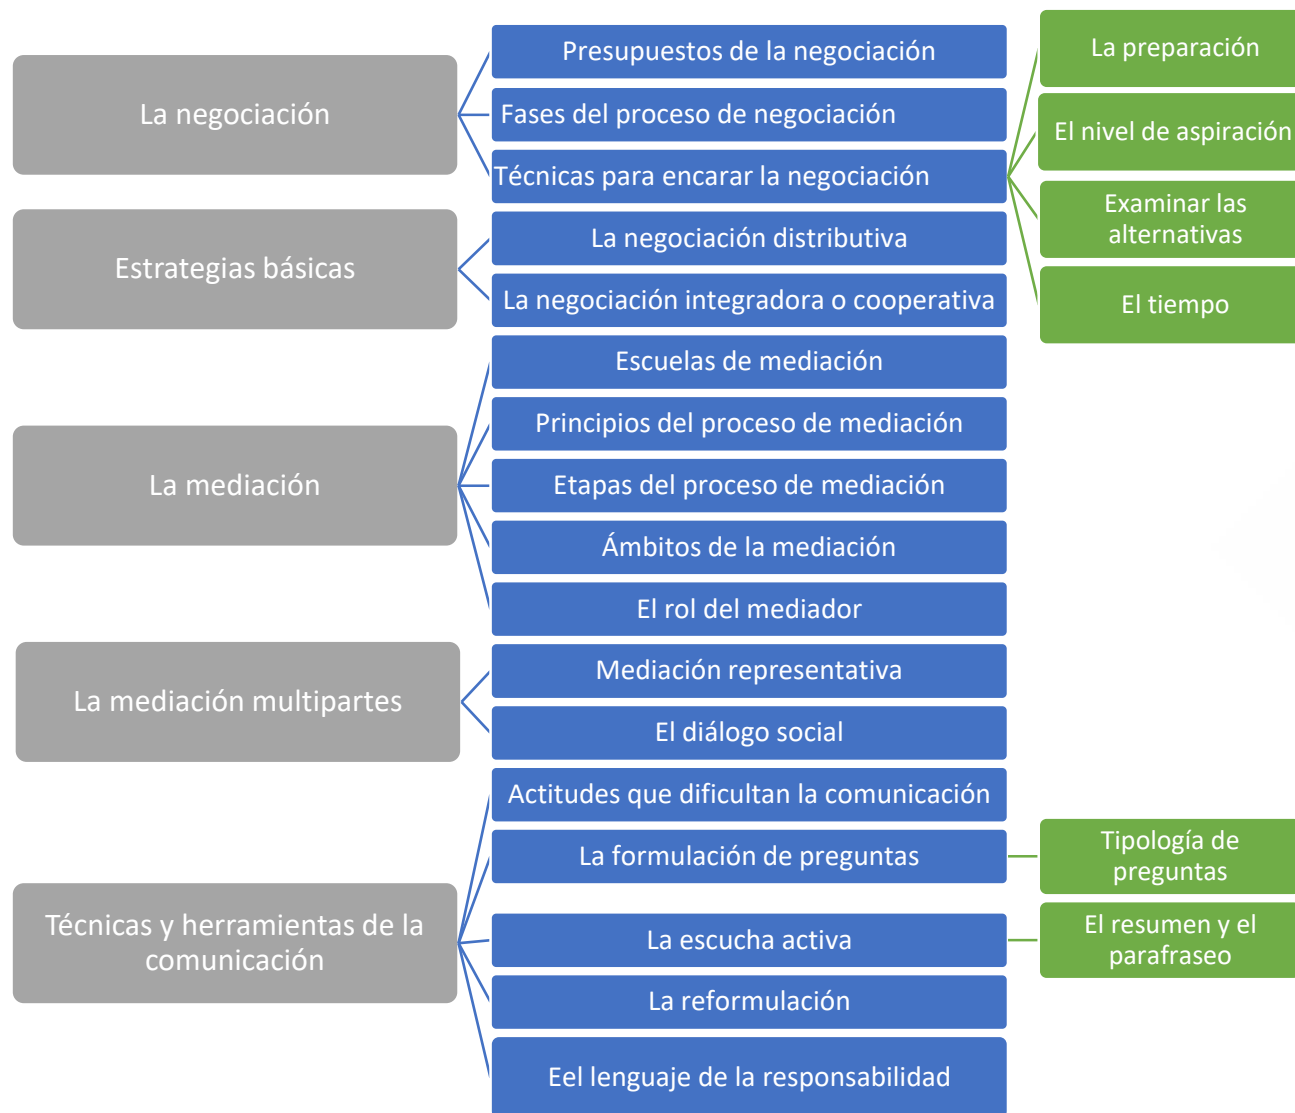 La negociación
Presupuestos de la negociación
Fases del proceso de negociación
Técnicas para encarar la negociación
La preparación
El nivel de aspiración
Examinar las
alternativas
El tiempo
Estrategias básicas
La negociación distributiva
La negociación integradora o cooperativa
La mediación
Escuelas de mediación
Principios del proceso de mediación
Etapas del proceso de mediación
Ámbitos de la mediación
El rol del mediador
La mediación multipartes
Mediación representativa
El diálogo social
Técnicas y herramientas de la
comunicación
Actitudes que dificultan la comunicación
La formulación de preguntas
Tipología de
preguntas
La escucha activa
El resumen y el
parafraseo
La reformulación
Eel lenguaje de la responsabilidad